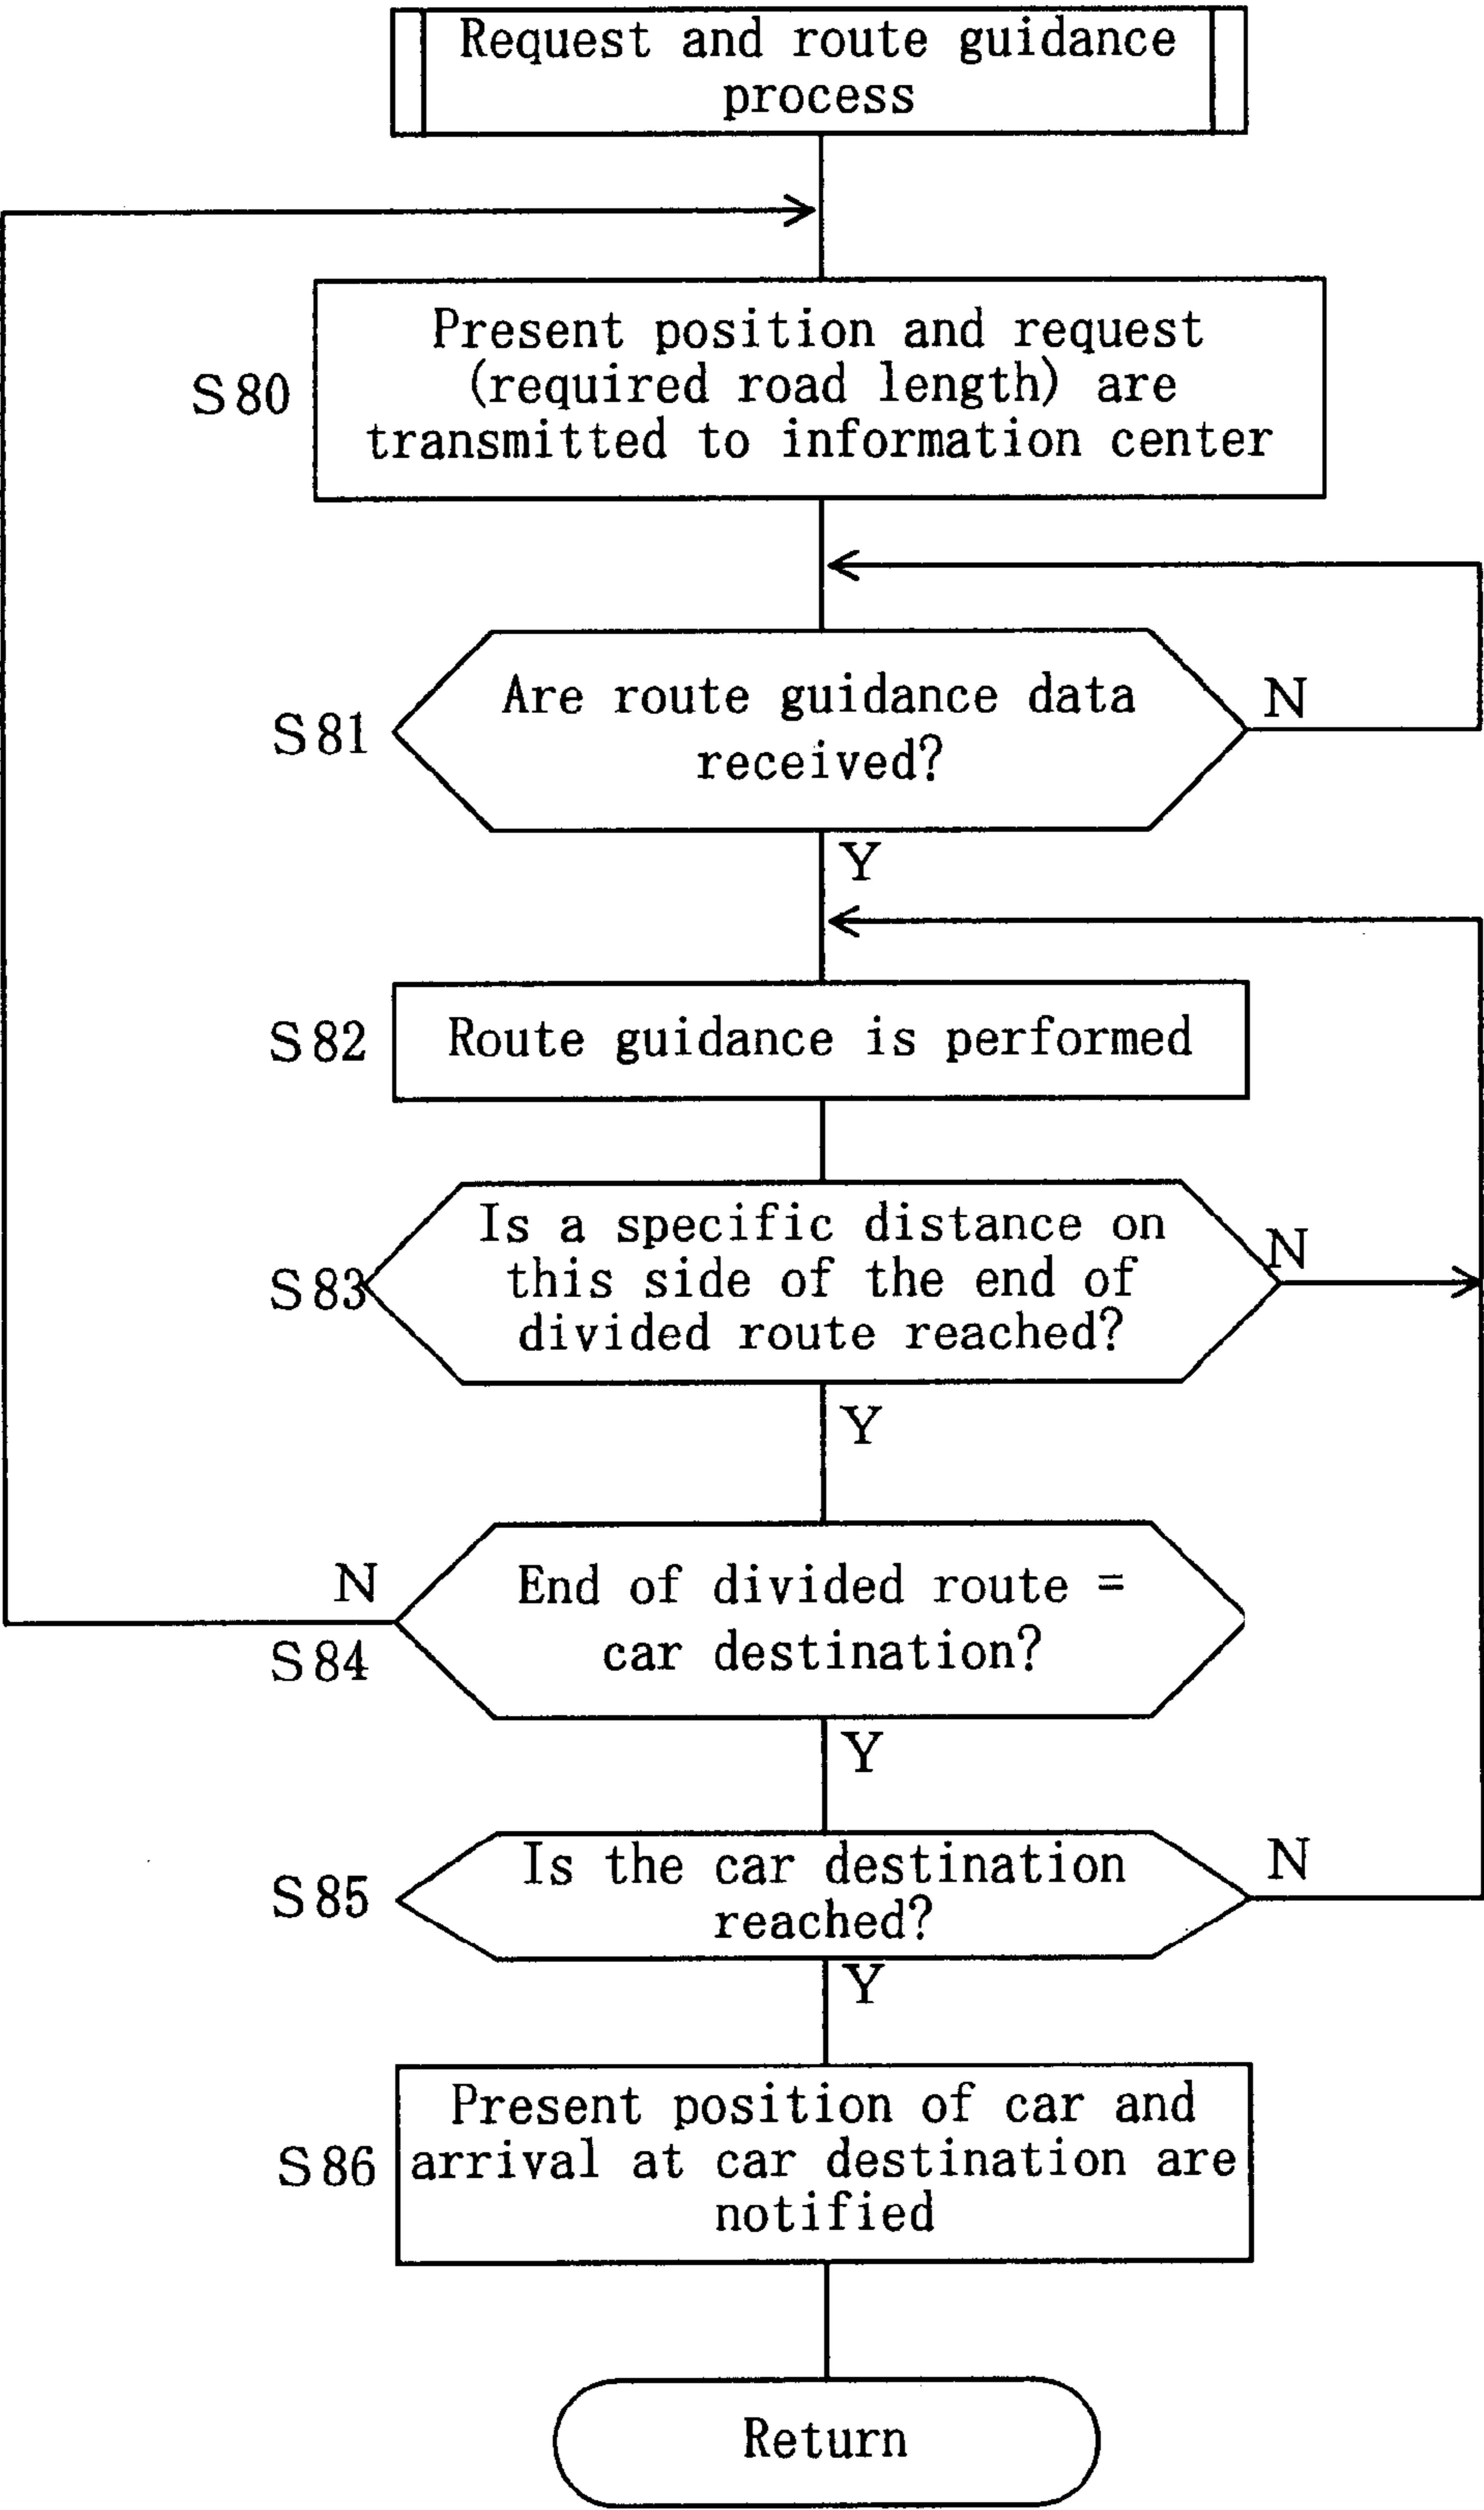 Request and route guidance
process
Present position and request
S80
(required road length) are
transmitted to information center
Are route guidance data
N
S81
received?
Y
S82
Route guidance is performed
Is a specific distance on
N
S83
this side of the end of
divided route reached?
Y
N
End of divided route =
S84
car destination?
Y
Is the car destination
N
S85
reached?
Y
Present position of car and
S86
arrival at car destination are
notified
Return